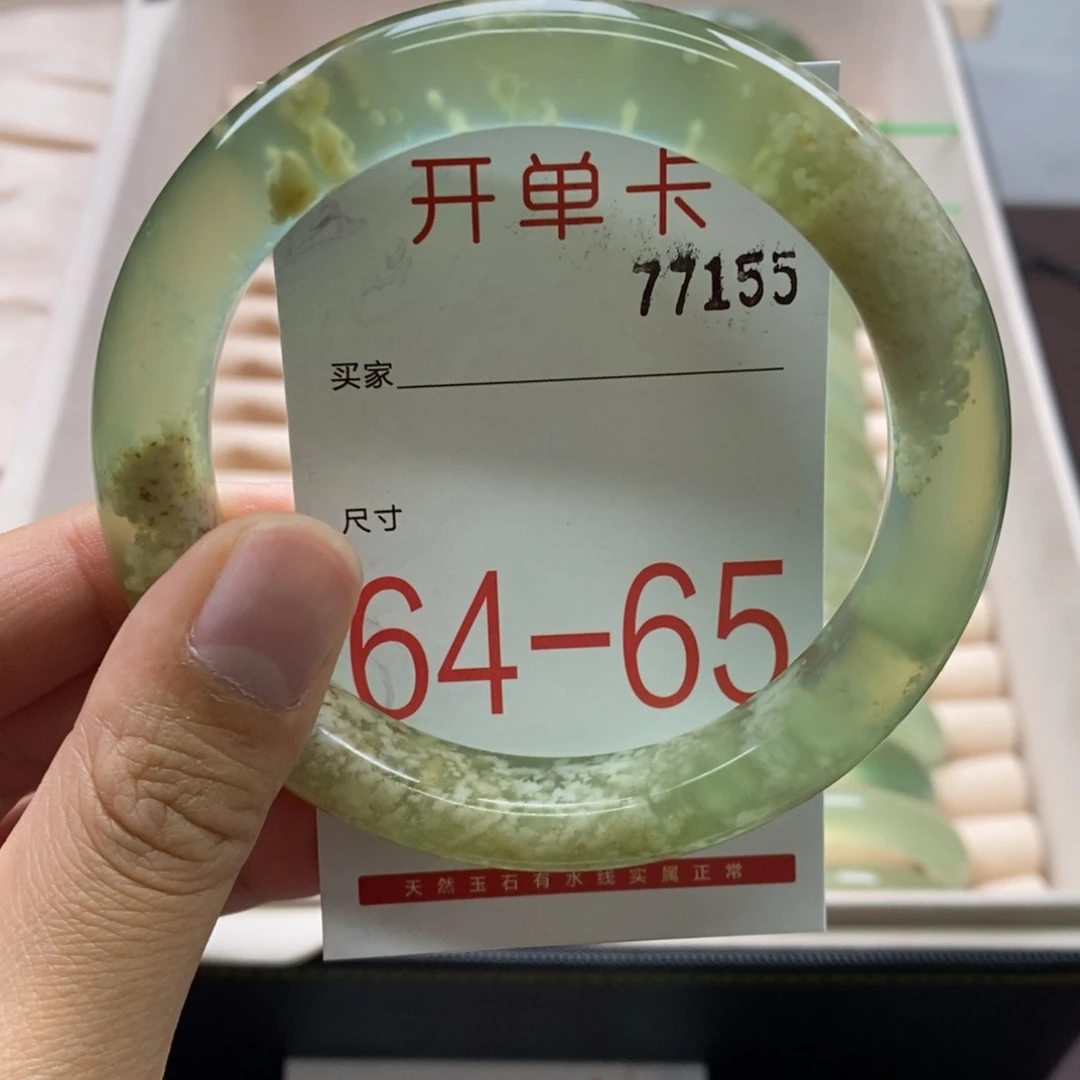 开单卡
77155
买家
尺寸
64-65
天然玉石有水线实属正常